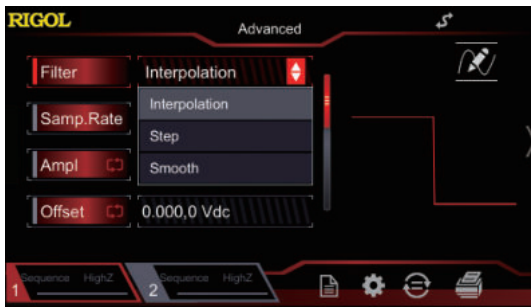 RIGOL
Advanced
Filter
Interpolation
Interpolation
Samp.Rate
Step
Ampl
Smooth
Offset
0.000,0 Vdc
Sequence HighZ
1
Sequence HighZ
2